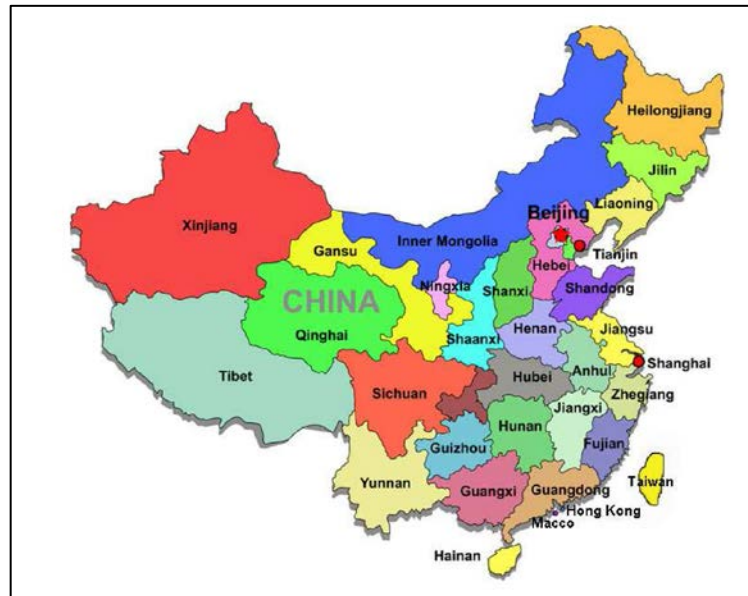 Heilongjiang
Jilin
Liaoning
Beijing
Xinjiang
Inner Mongolia
Gansu
Tianjin
Hebei
Ningxia
Shanxi
Shandong
CHINA
Qinghai
Shaanxi
Henan
Jiangsu
Shanghai
Tibet
Anhui
Sichuan
Hubei
Zhegiang
Jiangxi
Hunan
Fujian
Guizhou
Yunnan
Taiwan
Guangxi
Guangdong
Hong Kong
Macco
Hainan